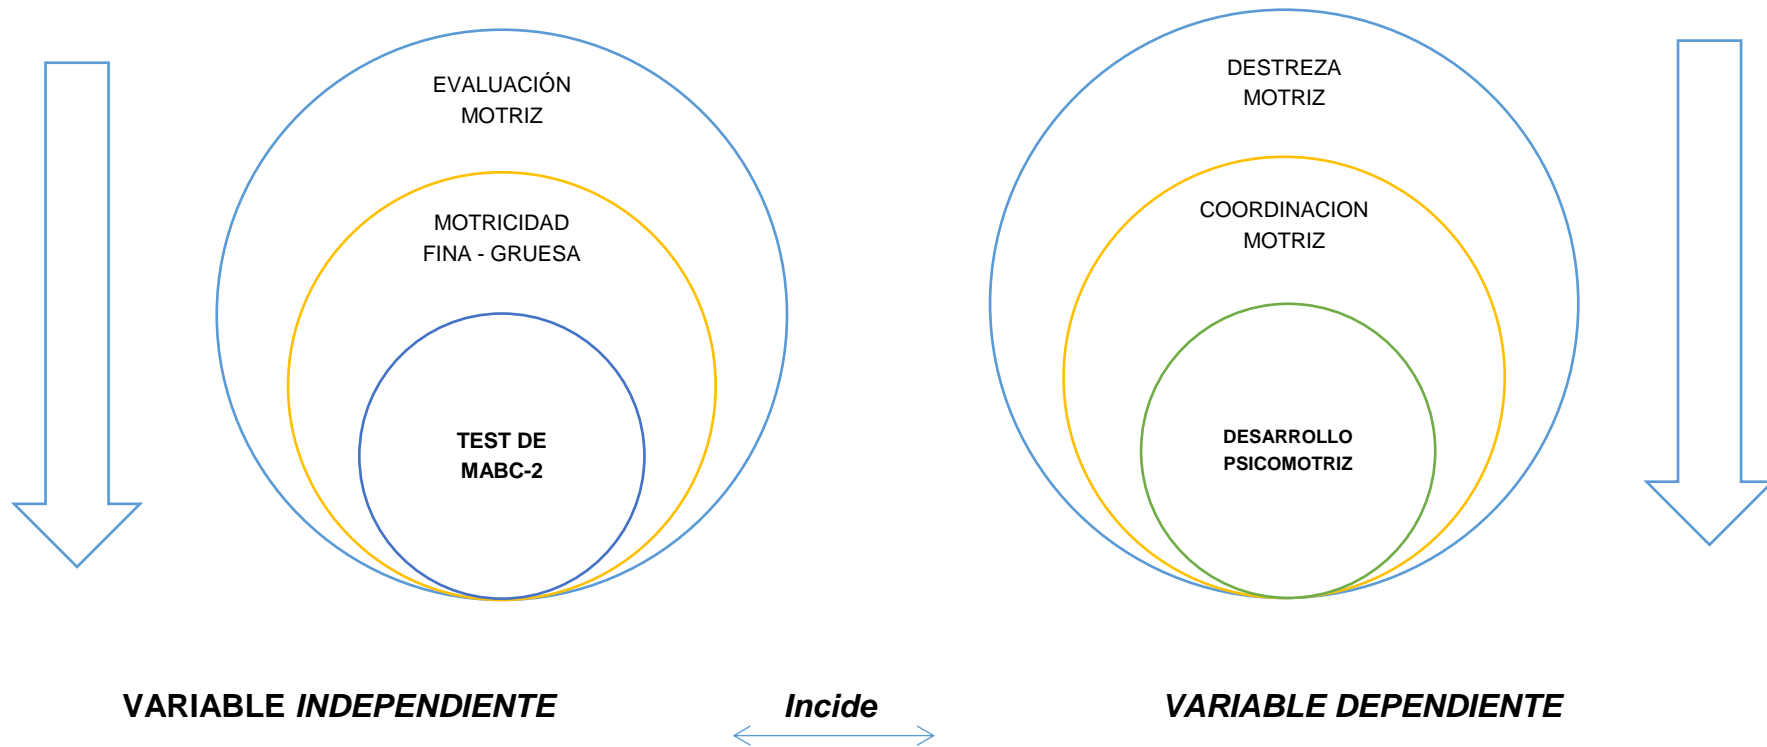 EVALUACIÓN
MOTRIZ
MOTRICIDAD
FINA - GRUESA
TEST DE
MABC-2
DESTREZA
MOTRIZ
COORDINACION
MOTRIZ
DESARROLLO
PSICOMOTRIZ
VARIABLE INDEPENDIENTE
Incide
VARIABLE DEPENDIENTE